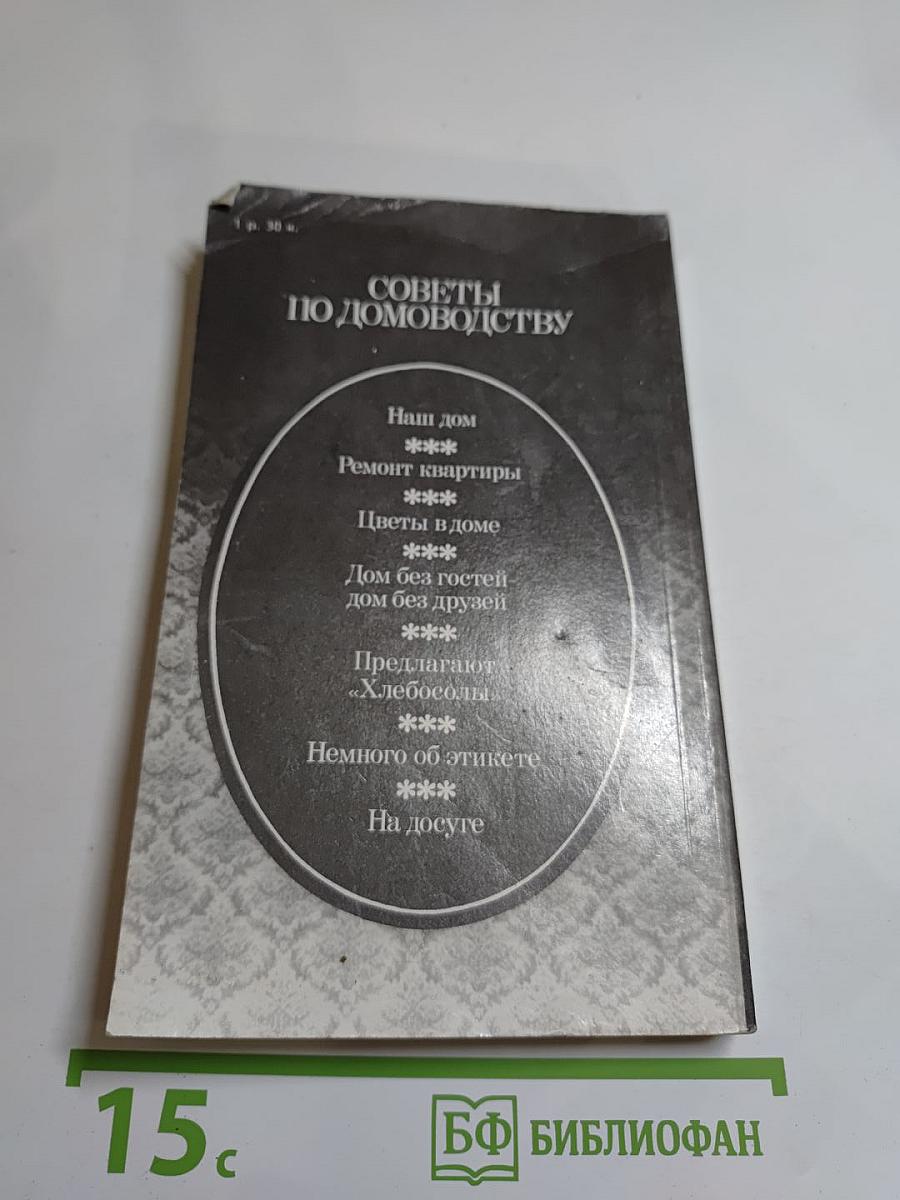 1 р. 30 к.
СОВЕТЫ
ПО ДОМОВОДСТВУ
Наш дом
***
Ремонт квартиры
***
Цветы в доме
***
Дом без гостей-
дом без друзей
***
Предлагают
«Хлебосолы»
***
Немного об этикете
***
На досуге
15 с
БФ БИБЛИОФАН